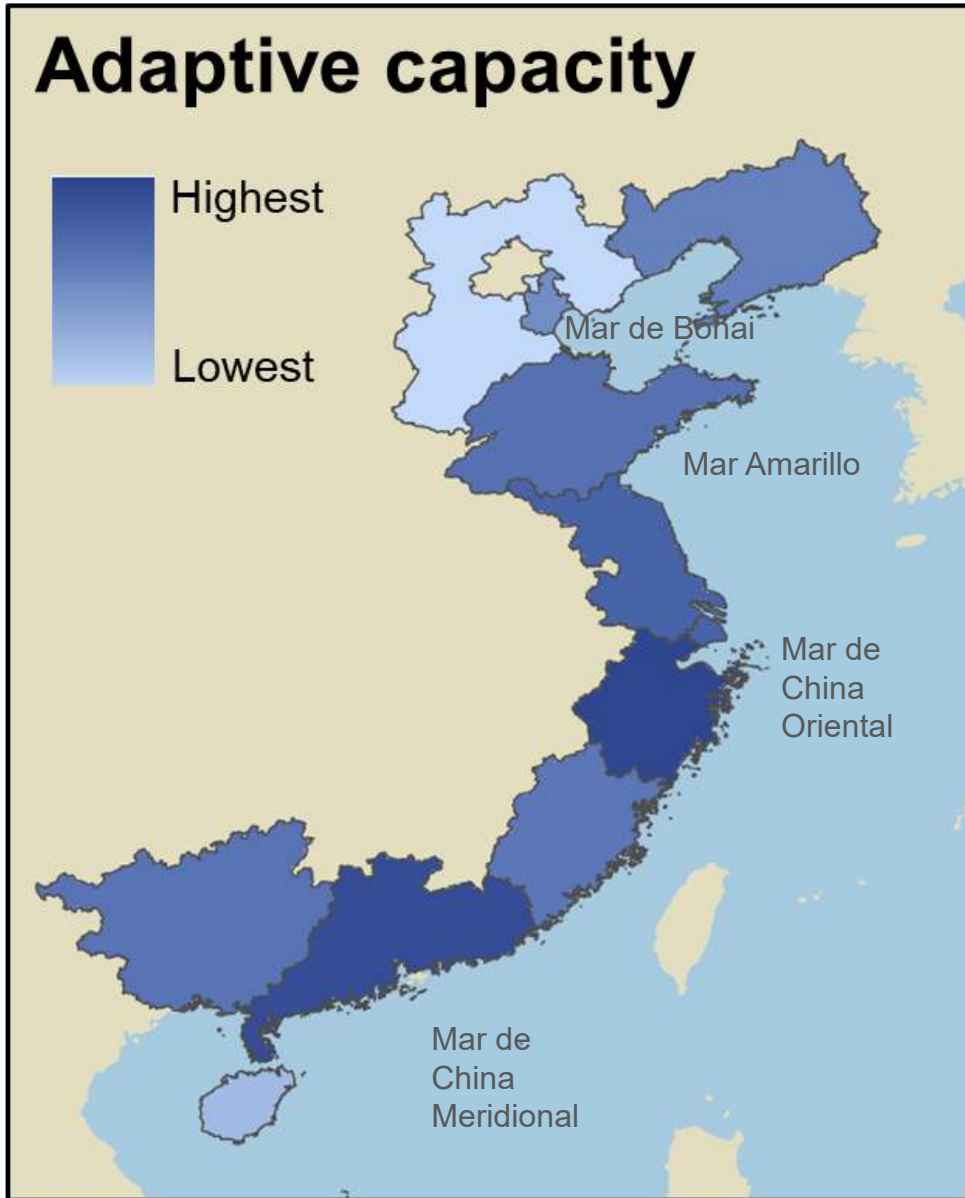 Adaptive capacity
Highest
Lowest
Mar de Bohai
Mar Amarillo
Mar de
China
Oriental
Mar de
China
Meridional